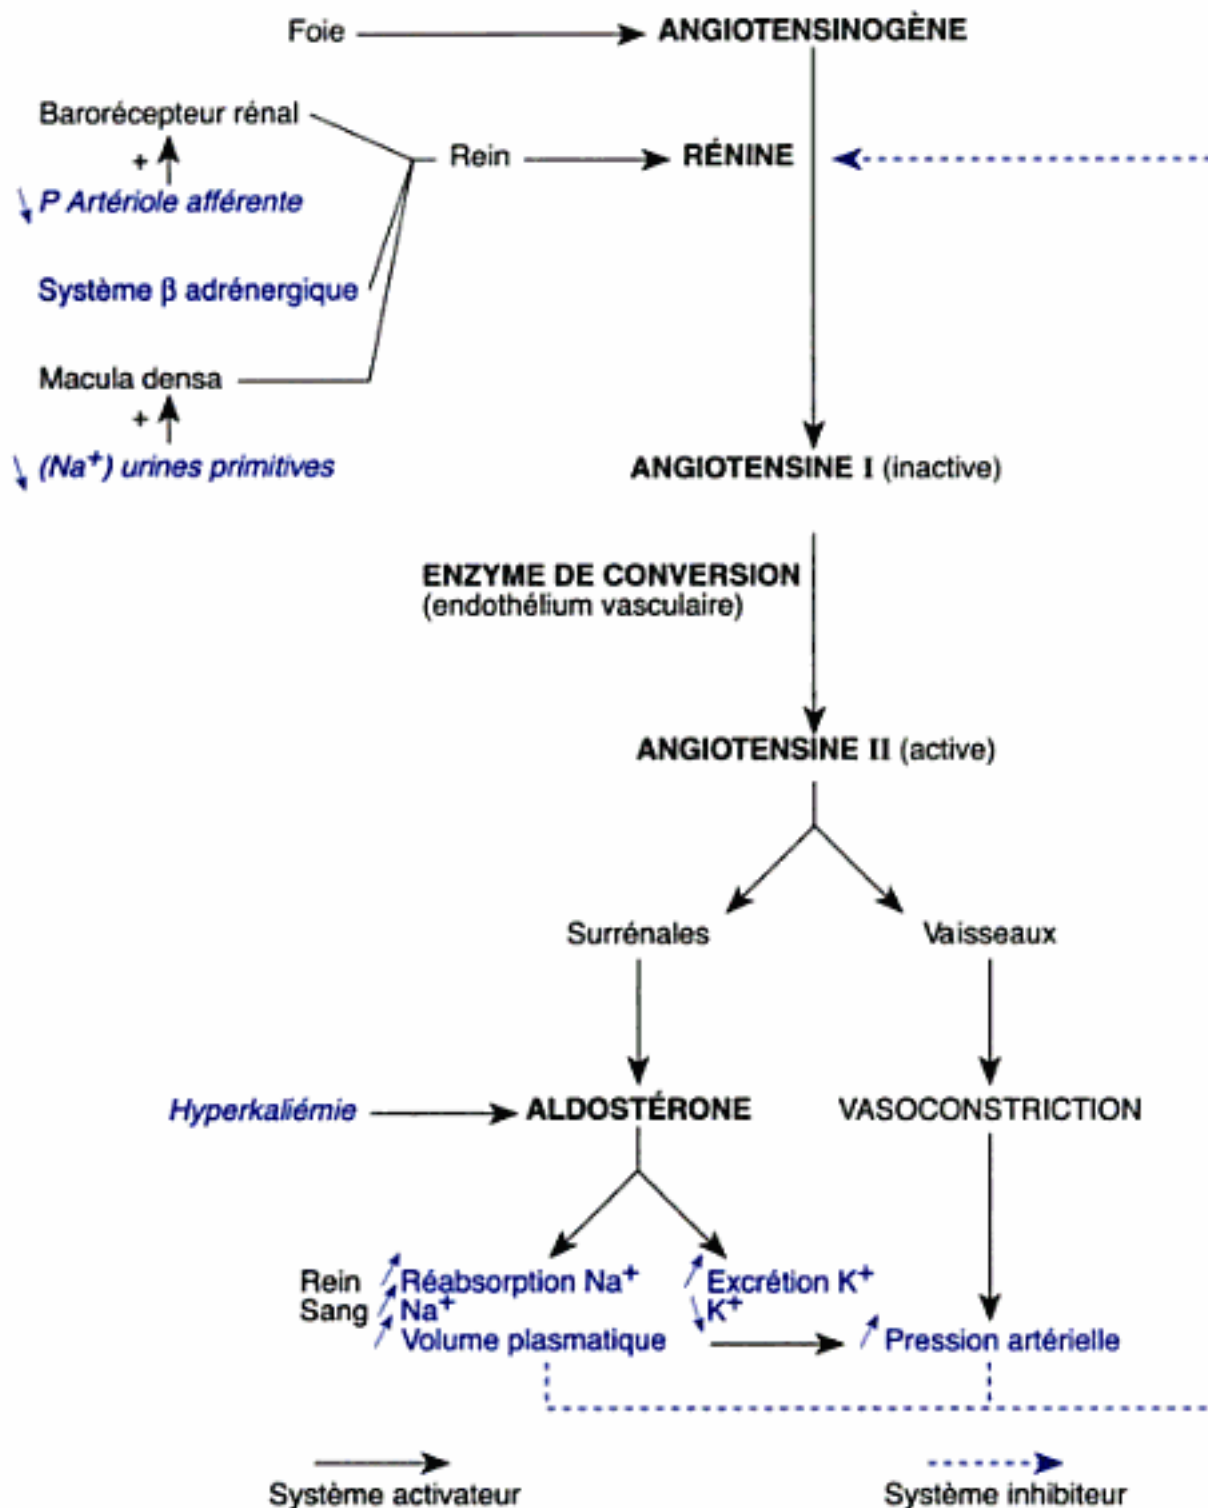 Foie
ANGIOTENSINOGÈNE
Barorécepteur rénal
+
P Artériole afférente
Rein
RÉNINE
Système β adrénergique
Macula densa
+
(Na⁺) urines primitives
ANGIOTENSINE I (inactive)
ENZYME DE CONVERSION
(endothélium vasculaire)
ANGIOTENSINE II (active)
Surrénales
Vaisseaux
Hyperkaliémie
ALDOSTÉRONE
VASOCONSTRICTION
Rein
Réabsorption Na⁺
Excrétion K⁺
Sang
Na⁺
K⁺
Volume plasmatique
Pression artérielle
Système activateur
Système inhibiteur